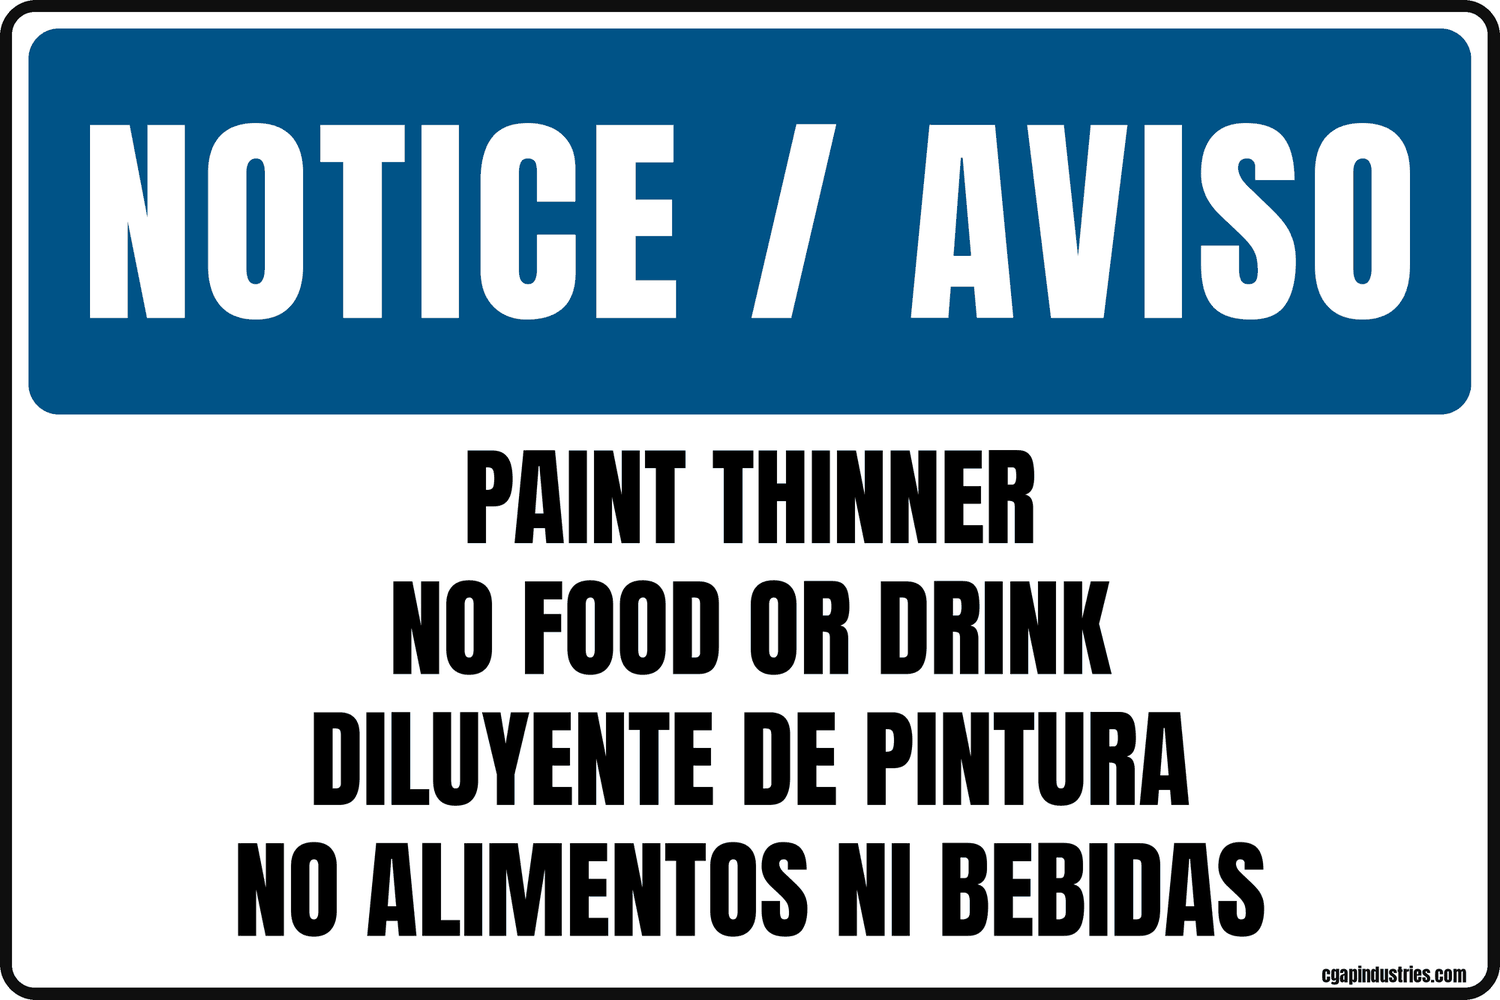 NOTICE / AVISO
PAINT THINNER
NO FOOD OR DRINK
DILUYENTE DE PINTURA
NO ALIMENTOS NI BEBIDAS
cgapindustries.com